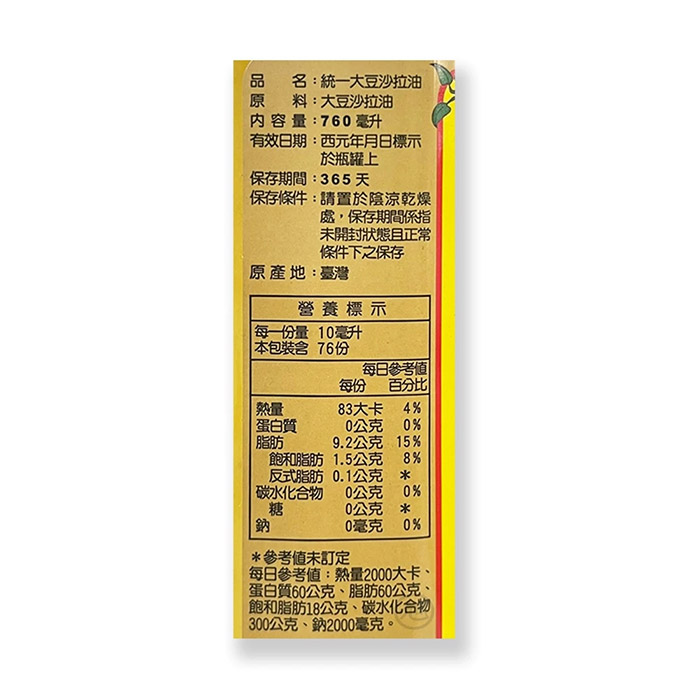 品名：統一大豆沙拉油
原料：大豆沙拉油
內容量：760毫升
有效日期：西元年月日標示
於瓶罐上
保存期間：365天
保存條件：請置於陰涼乾燥
處，保存期間係指
未開封狀態且正常
條件下之保存
原產地：臺灣
營養標示
每一份量 10毫升
本包裝含 76份
每日參考值
每份 百分比
熱量 83大卡 4%
蛋白質 0公克 0%
脂肪 9.2公克 15%
飽和脂肪 1.5公克 8%
反式脂肪 0.1公克 *
碳水化合物 0公克 0%
糖 0公克 *
鈉 0毫克 0%
*參考值未訂定
每日參考值：熱量2000大卡、
蛋白質60公克、脂肪60公克、
飽和脂肪18公克、碳水化合物
300公克、鈉2000毫克。